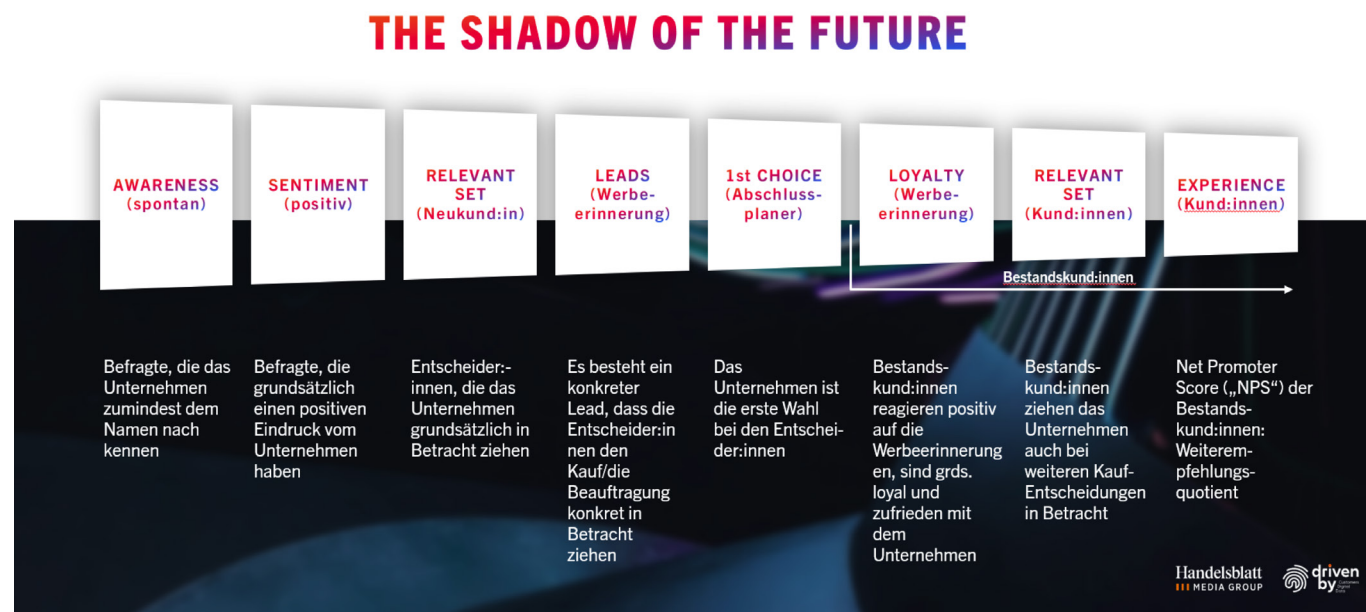 THE SHADOW OF THE FUTURE
AWARENESS
(spontan)
SENTIMENT
(positiv)
RELEVANT
SET
(Neukund:in)
LEADS
(Werbe-
erinnerung)
1st CHOICE
(Abschluss-
planer)
LOYALTY
(Werbe-
erinnerung)
RELEVANT
SET
(Kund:innen)
EXPERIENCE
(Kund:innen)
Bestandskund:innen
Befragte, die das
Unternehmen
zumindest dem
Namen nach
kennen
Befragte, die
grundsätzlich
einen positiven
Eindruck vom
Unternehmen
haben
Entscheider:-
innen, die das
Unternehmen
grundsätzlich in
Betracht ziehen
Es besteht ein
konkreter
Lead, dass die
Entscheider:in
nen den
Kauf/die
Beauftragung
konkret in
Betracht
ziehen
Das
Unternehmen ist
die erste Wahl
bei den Entschei-
der:innen
Bestands-
kund:innen
reagieren positiv
auf die
Werbeerinnerung
en, sind grds.
loyal und
zufrieden mit
dem
Unternehmen
Bestands-
kund:innen
ziehen das
Unternehmen
auch bei
weiteren Kauf-
Entscheidungen
in Betracht
Net Promoter
Score („NPS“) der
Bestands-
kund:innen:
Weiterem-
pfehlungs-
quotient
Handelsblatt
MEDIA GROUP
driven
by